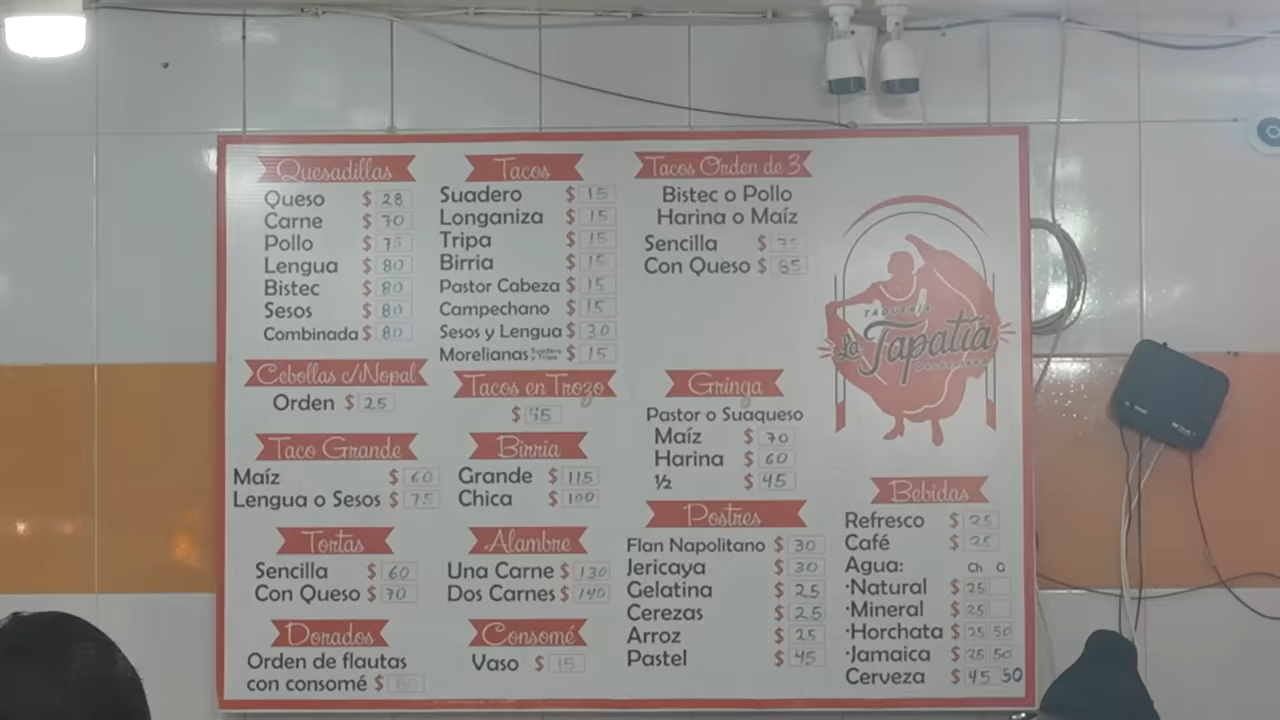 Quesadillas
Queso $ 28
Carne $ 70
Pollo $ 75
Lengua $ 80
Bistec $ 80
Sesos $ 80
Combinada $ 80
Cebollas c/Nopal
Orden $ 25
Taco Grande
Maíz $ 60
Lengua o Sesos $ 75
Tortas
Sencilla $ 60
Con Queso $ 70
Dorados
Orden de flautas
con consomé $
Tacos
Suadero $ 15
Longaniza $ 15
Tripa $ 15
Birria $ 15
Pastor Cabeza $ 15
Campechano $ 15
Sesos y Lengua $ 30
Morelianas Suadero y Tripa $ 15
Tacos en Trozo
$ 45
Birria
Grande $ 115
Chica $ 100
Alambre
Una Carne $ 130
Dos Carnes $ 140
Consomé
Vaso $ 15
Tacos Orden de 3
Bistec o Pollo
Harina o Maíz
Sencilla $ 75
Con Queso $ 85
Gringa
Pastor o Suaqueso
Maíz $ 70
Harina $ 60
½ $ 45
Postres
Flan Napolitano $ 30
Jericaya $ 30
Gelatina $ 25
Cerezas $ 25
Arroz $ 25
Pastel $ 45
TAQUERÍA
La Tapatía
Bebidas
Refresco $ 25
Café $ 25
Agua: Ch G
·Natural $ 25
·Mineral $ 25
·Horchata $ 25 50
·Jamaica $ 25 50
Cerveza $ 45 50